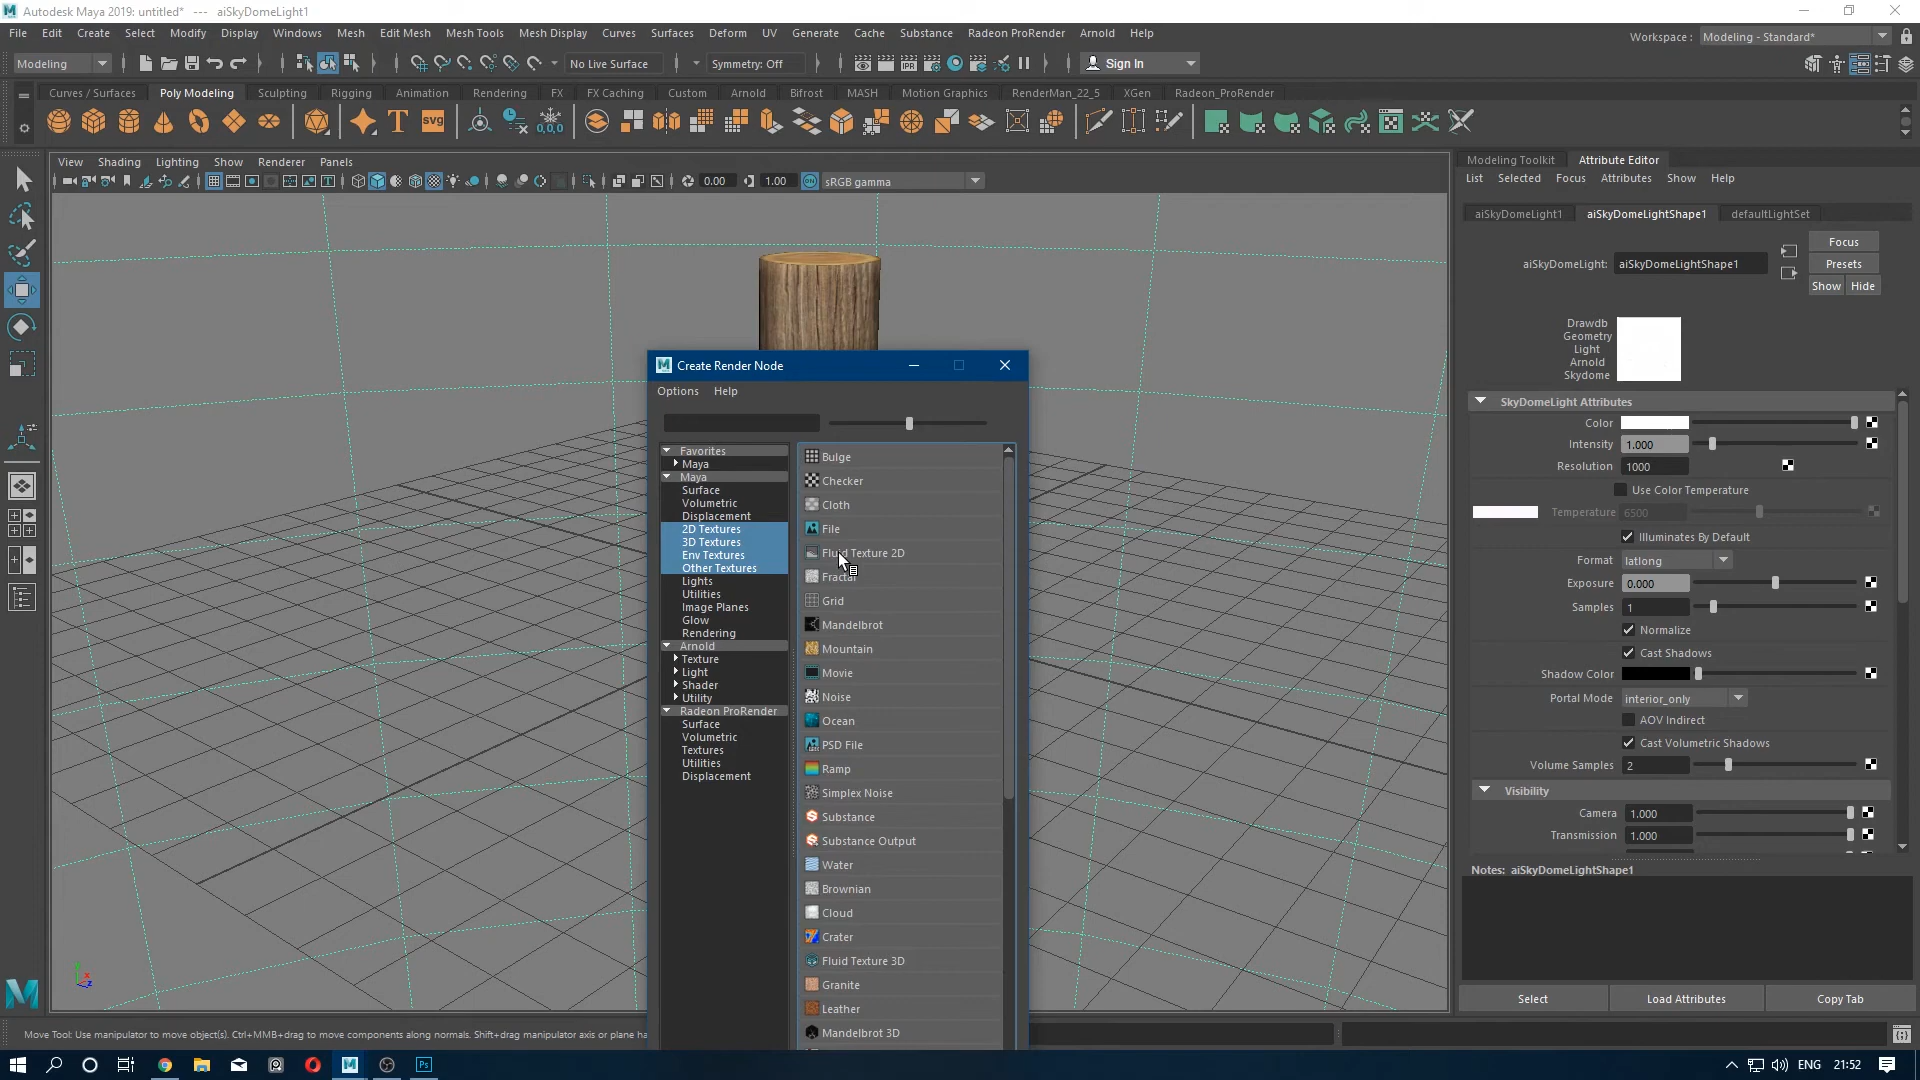 Autodesk Maya 2019: untitled* --- aiSkyDomeLight1
File Edit Create Select Modify Display Windows Mesh Edit Mesh Mesh Tools Mesh Display Curves Surfaces Deform UV Generate Cache Substance Radeon ProRender Arnold Help
Workspace : Modeling - Standard*
Modeling No Live Surface Symmetry: Off Sign In
Curves / Surfaces Poly Modeling Sculpting Rigging Animation Rendering FX FX Caching Custom Arnold Bifrost MASH Motion Graphics RenderMan_22_5 XGen Radeon_ProRender
View Shading Lighting Show Renderer Panels
0.00 1.00 sRGB gamma
Modeling Toolkit Attribute Editor
List Selected Focus Attributes Show Help
aiSkyDomeLight1 aiSkyDomeLightShape1 defaultLightSet
Focus
aiSkyDomeLight: aiSkyDomeLightShape1
Presets
Show Hide
Drawdb
Geometry
Light
Arnold
Skydome
SkyDomeLight Attributes
Color
Intensity 1.000
Resolution 1000
Use Color Temperature
Temperature 6500
Illuminates By Default
Format latlong
Exposure 0.000
Samples 1
Normalize
Cast Shadows
Shadow Color
Portal Mode interior_only
AOV Indirect
Cast Volumetric Shadows
Volume Samples 2
Visibility
Camera 1.000
Transmission 1.000
Notes: aiSkyDomeLightShape1
Select Load Attributes Copy Tab
Create Render Node
Options Help
Favorites
Maya
Maya
Surface
Volumetric
Displacement
2D Textures
3D Textures
Env Textures
Other Textures
Lights
Utilities
Image Planes
Glow
Rendering
Arnold
Texture
Light
Shader
Utility
Radeon ProRender
Surface
Volumetric
Textures
Utilities
Displacement
Bulge
Checker
Cloth
File
Fluid Texture 2D
Fractal
Grid
Mandelbrot
Mountain
Movie
Noise
Ocean
PSD File
Ramp
Simplex Noise
Substance
Substance Output
Water
Brownian
Cloud
Crater
Fluid Texture 3D
Granite
Leather
Mandelbrot 3D
Move Tool: Use manipulator to move object(s). Ctrl+MMB+drag to move components along normals. Shift+drag manipulator axis or plane ha
ENG 21:52